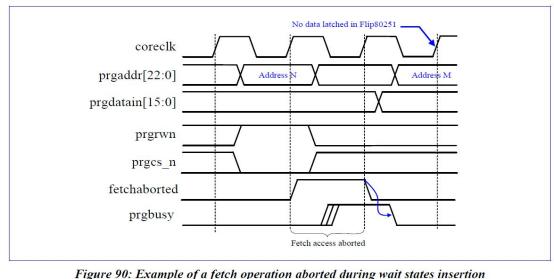 No data latched in Flip80251
coreclk
prgaddr[22:0]
Address N
Address M
prgdatain[15:0]
prgrwn
prgcs_n
fetchaborted
prgbusy
Fetch access aborted
Figure 90: Example of a fetch operation aborted during wait states insertion